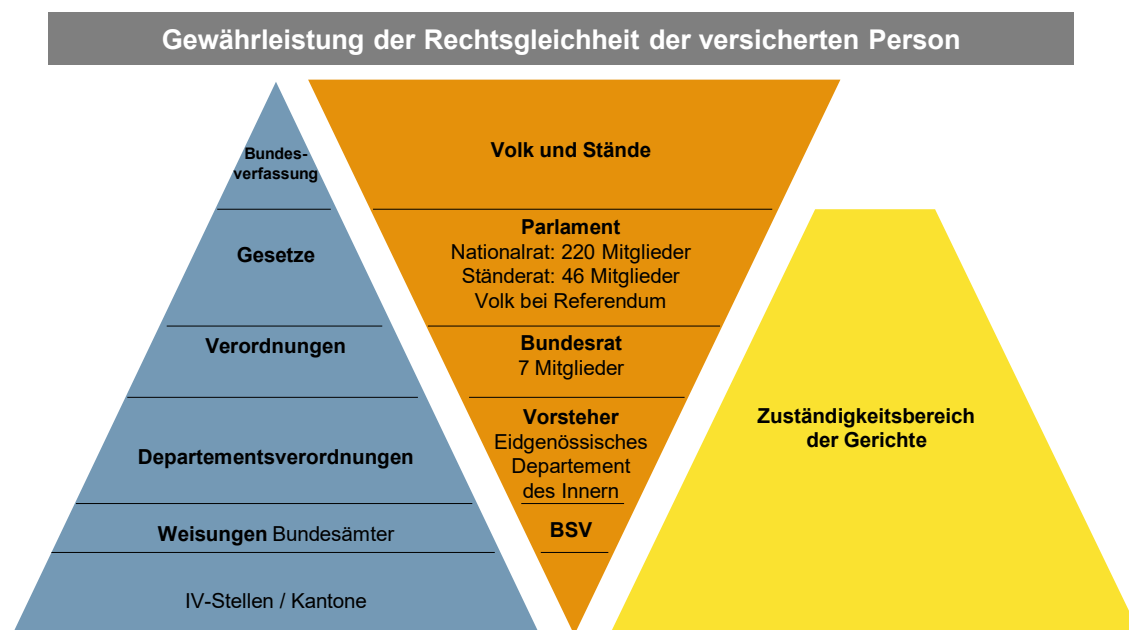 Gewährleistung der Rechtsgleichheit der versicherten Person
Bundes-
verfassung
Gesetze
Verordnungen
Departementsverordnungen
Weisungen Bundesämter
IV-Stellen / Kantone
Volk und Stände
Parlament
Nationalrat: 220 Mitglieder
Ständerat: 46 Mitglieder
Volk bei Referendum
Bundesrat
7 Mitglieder
Vorsteher
Eidgenössisches
Departement
des Innern
BSV
Zuständigkeitsbereich
der Gerichte